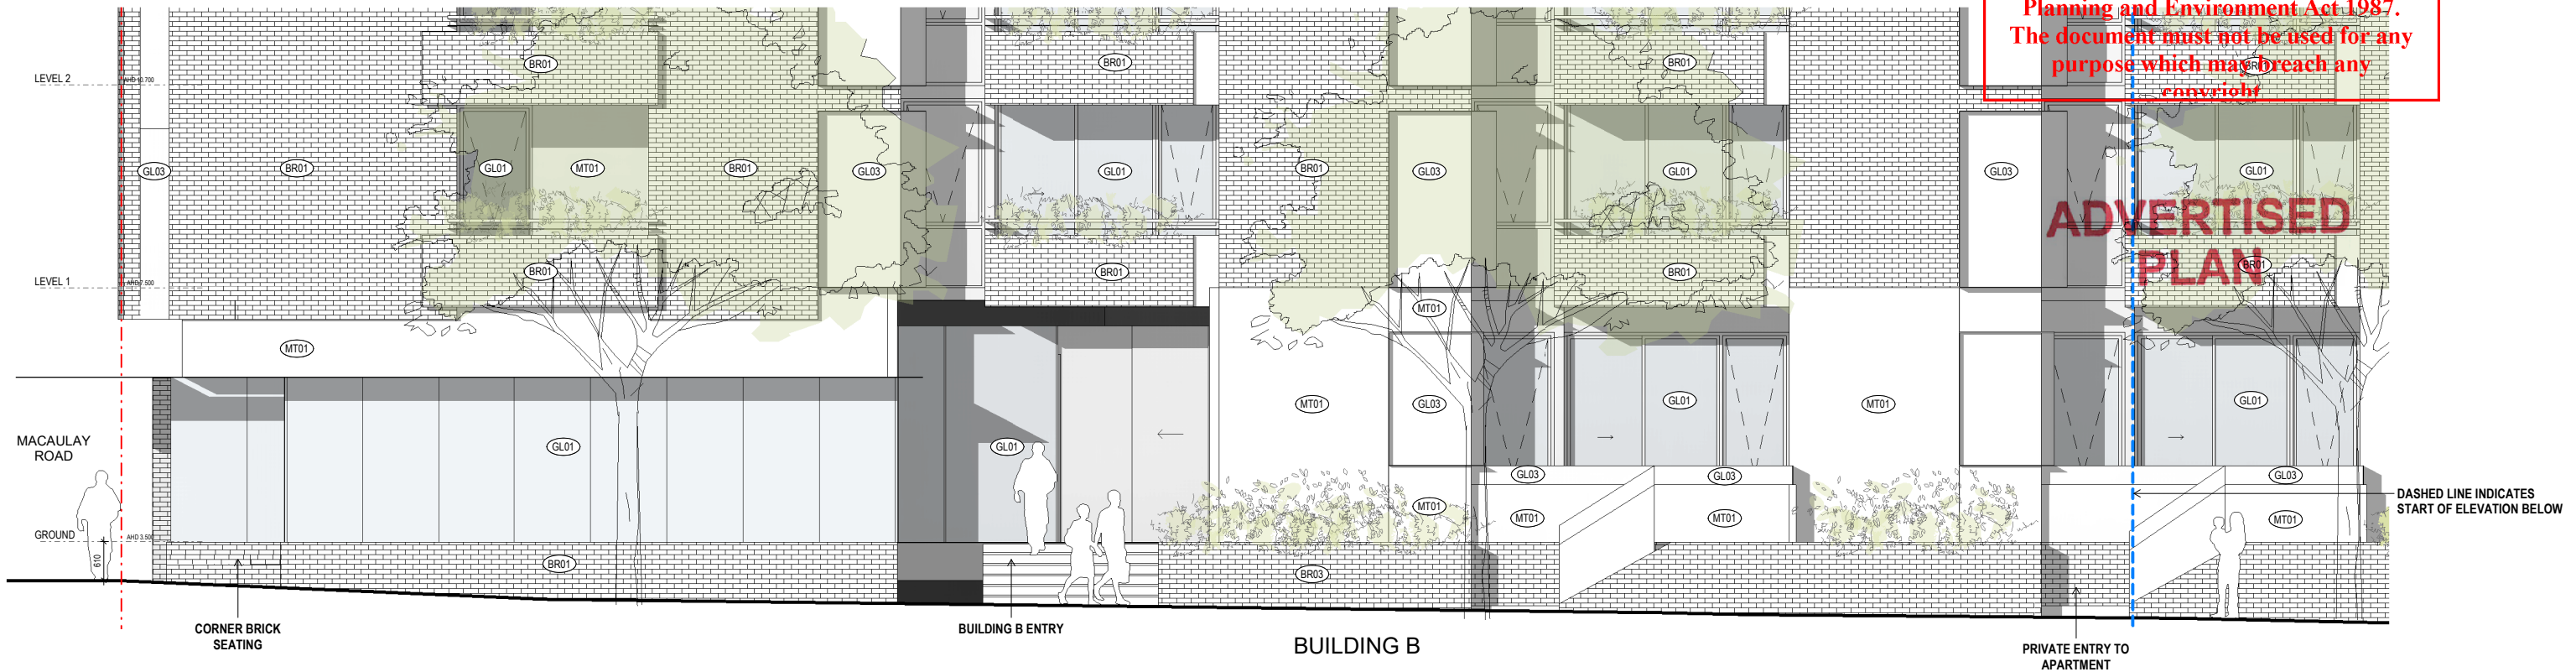 Planning and Environment Act 1987.
The document must not be used for any
purpose which may breach any
copyright
LEVEL 2
AHD 10.700
BR01
BR01
BR01
BR01
GL03
BR01
GL01
MT01
BR01
GL03
GL01
BR01
GL03
GL01
GL03
GL01
ADVERTISED
PLAN
LEVEL 1
AHD 7.500
BR01
BR01
BR01
BR01
MT01
MT01
MACAULAY
ROAD
GL01
GL01
MT01
GL03
GL01
MT01
GL01
GL03
GL03
GL03
MT01
MT01
MT01
MT01
DASHED LINE INDICATES
START OF ELEVATION BELOW
GROUND
AHD 3.500
610
BR01
BR03
CORNER BRICK
SEATING
BUILDING B ENTRY
BUILDING B
PRIVATE ENTRY TO
APARTMENT